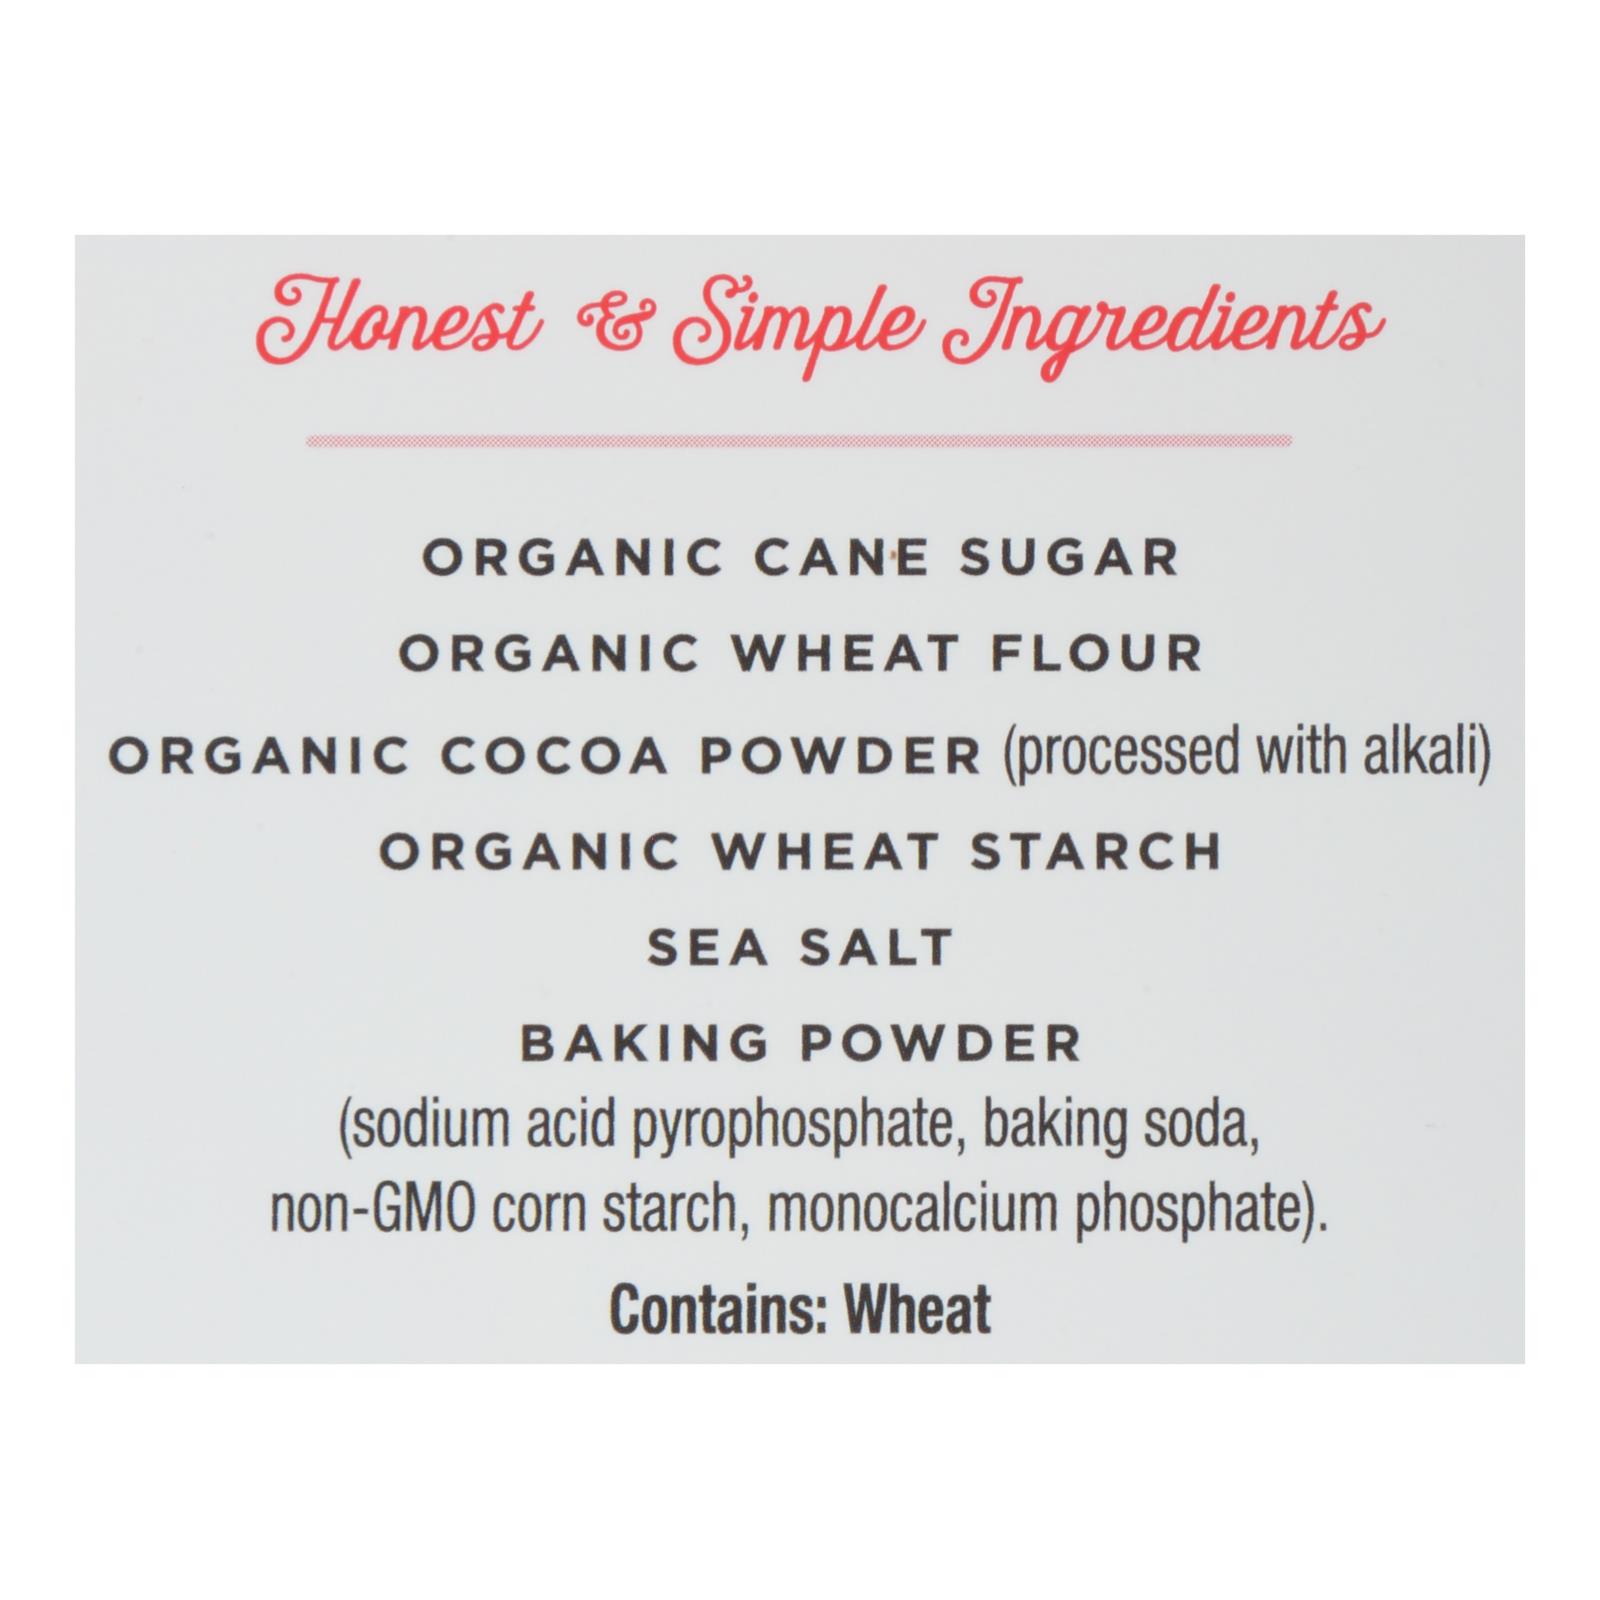 Honest & Simple Ingredients
ORGANIC CANE SUGAR
ORGANIC WHEAT FLOUR
ORGANIC COCOA POWDER (processed with alkali)
ORGANIC WHEAT STARCH
SEA SALT
BAKING POWDER
(sodium acid pyrophosphate, baking soda,
non-GMO corn starch, monocalcium phosphate).
Contains: Wheat